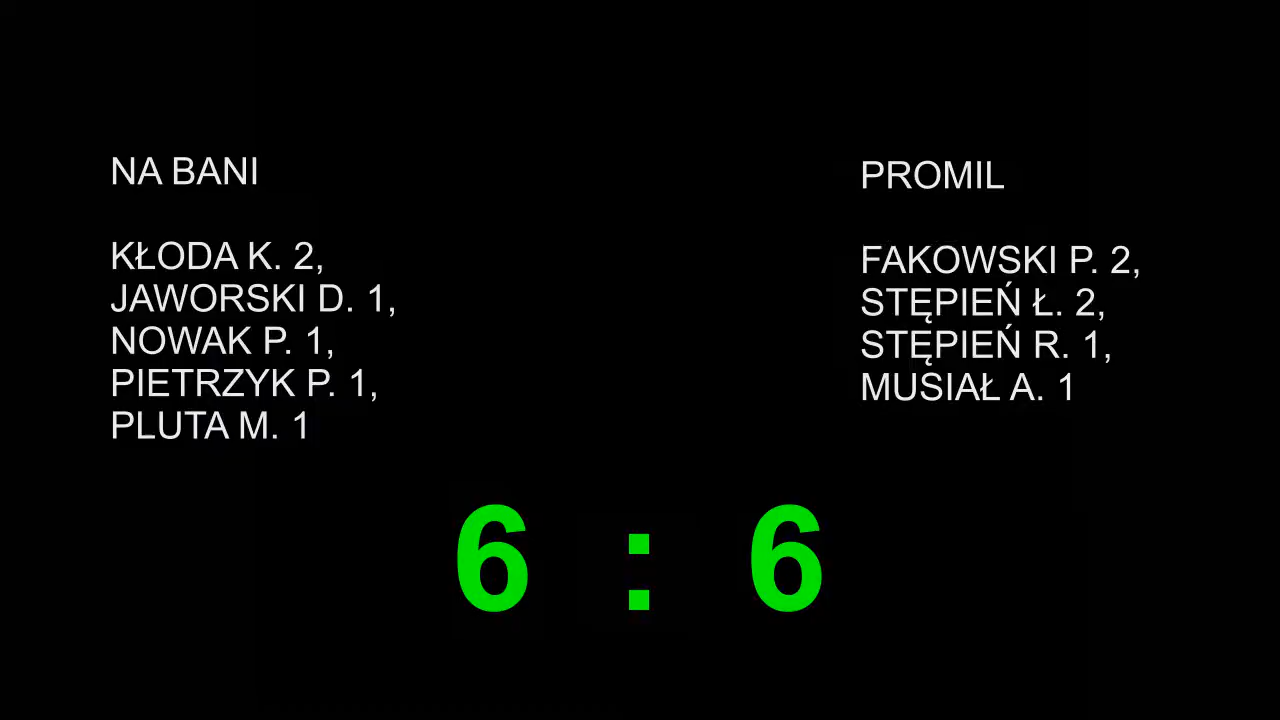 NA BANI
KŁODA K. 2,
JAWORSKI D. 1,
NOWAK P. 1,
PIETRZYK P. 1,
PLUTA M. 1
PROMIL
FAKOWSKI P. 2,
STĘPIEŃ Ł. 2,
STĘPIEŃ R. 1,
MUSIAŁ A. 1
6 : 6